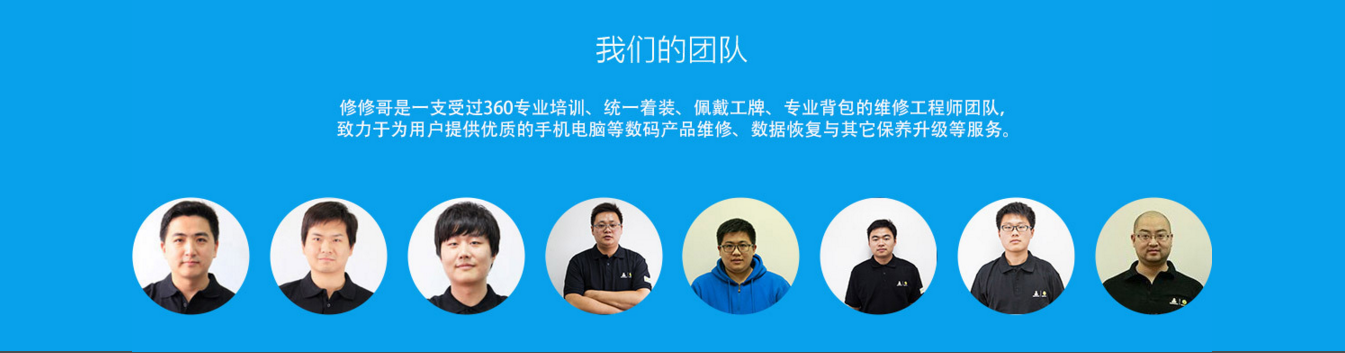 我们的团队
修修哥是一支受过360专业培训、统一着装、佩戴工牌、专业背包的维修工程师团队,
致力于为用户提供优质的手机电脑等数码产品维修、数据恢复与其它保养升级等服务。